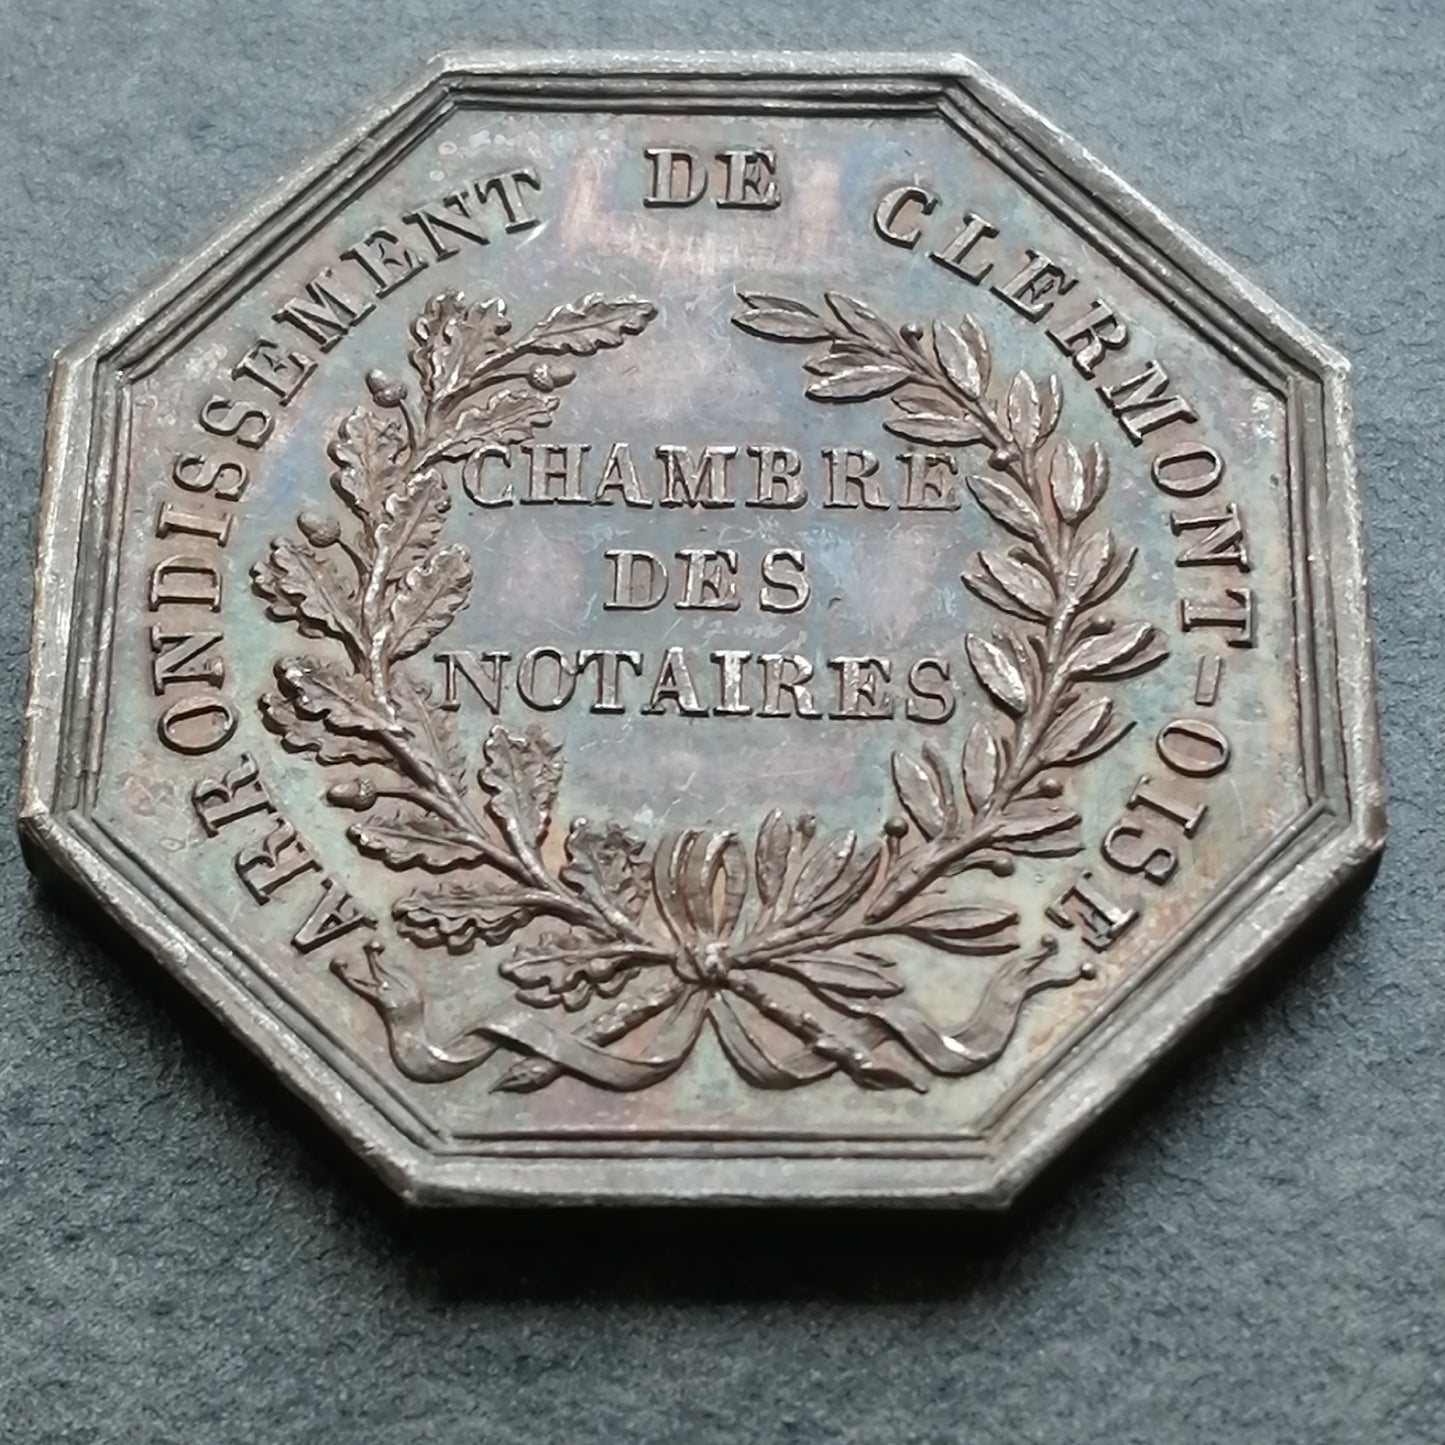 ARRONDISSEMENT DE CLERMONT-OISE
CHAMBRE
DES
NOTAIRES